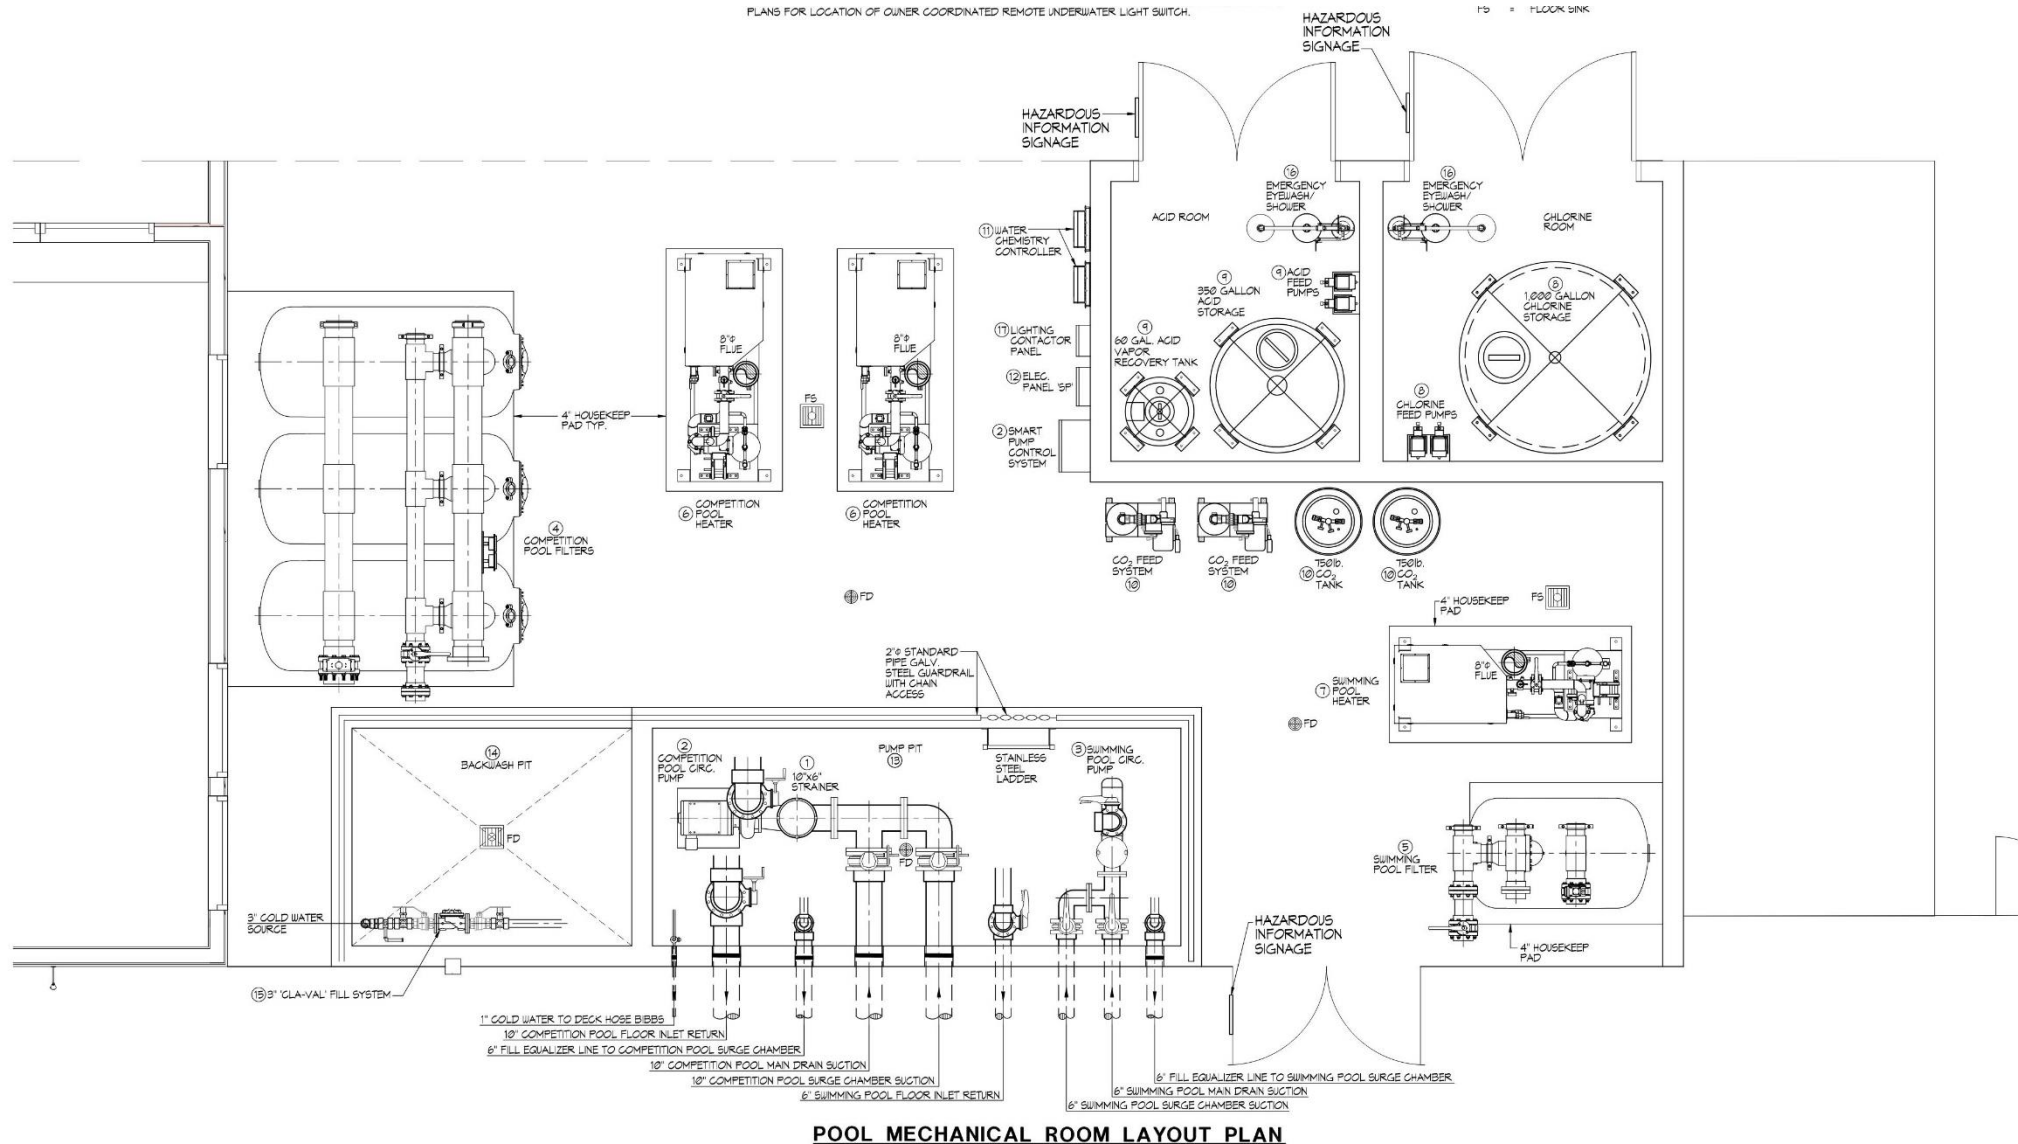 PLANS FOR LOCATION OF OWNER COORDINATED REMOTE UNDERWATER LIGHT SWITCH.
FS = FLOOR SINK
HAZARDOUS
INFORMATION
SIGNAGE
HAZARDOUS
INFORMATION
SIGNAGE
16
EMERGENCY
EYEWASH/
SHOWER
16
EMERGENCY
EYEWASH/
SHOWER
ACID ROOM
CHLORINE
ROOM
11 WATER
CHEMISTRY
CONTROLLER
9
350 GALLON
ACID
STORAGE
9 ACID
FEED
PUMPS
8
1,000 GALLON
CHLORINE
STORAGE
17 LIGHTING
CONTACTOR
PANEL
9
60 GAL. ACID
VAPOR
RECOVERY TANK
12 ELEC.
PANEL 'SP'
8
CHLORINE
FEED PUMPS
2 SMART
PUMP
CONTROL
SYSTEM
8"φ
FLUE
8"φ
FLUE
FS
4" HOUSEKEEP
PAD TYP.
6 COMPETITION
POOL
HEATER
6 COMPETITION
POOL
HEATER
4
COMPETITION
POOL FILTERS
CO₂ FEED
SYSTEM
10
CO₂ FEED
SYSTEM
10
750lb.
10 CO₂
TANK
750lb.
10 CO₂
TANK
FD
FS
4" HOUSEKEEP
PAD
2"φ STANDARD
PIPE GALV.
STEEL GUARDRAIL
WITH CHAIN
ACCESS
8"φ
FLUE
7 SWIMMING
POOL
HEATER
FD
14
BACKWASH PIT
2
COMPETITION
POOL CIRC.
PUMP
1
10"x6"
STRAINER
PUMP PIT
13
STAINLESS
STEEL
LADDER
3 SWIMMING
POOL CIRC.
PUMP
FD
FD
5
SWIMMING
POOL FILTER
3" COLD WATER
SOURCE
HAZARDOUS
INFORMATION
SIGNAGE
4" HOUSEKEEP
PAD
15 3" 'CLA-VAL' FILL SYSTEM
1" COLD WATER TO DECK HOSE BIBBS
10" COMPETITION POOL FLOOR INLET RETURN
6" FILL EQUALIZER LINE TO COMPETITION POOL SURGE CHAMBER
10" COMPETITION POOL MAIN DRAIN SUCTION
10" COMPETITION POOL SURGE CHAMBER SUCTION
6" SWIMMING POOL FLOOR INLET RETURN
6" FILL EQUALIZER LINE TO SWIMMING POOL SURGE CHAMBER
6" SWIMMING POOL MAIN DRAIN SUCTION
6" SWIMMING POOL SURGE CHAMBER SUCTION
POOL MECHANICAL ROOM LAYOUT PLAN